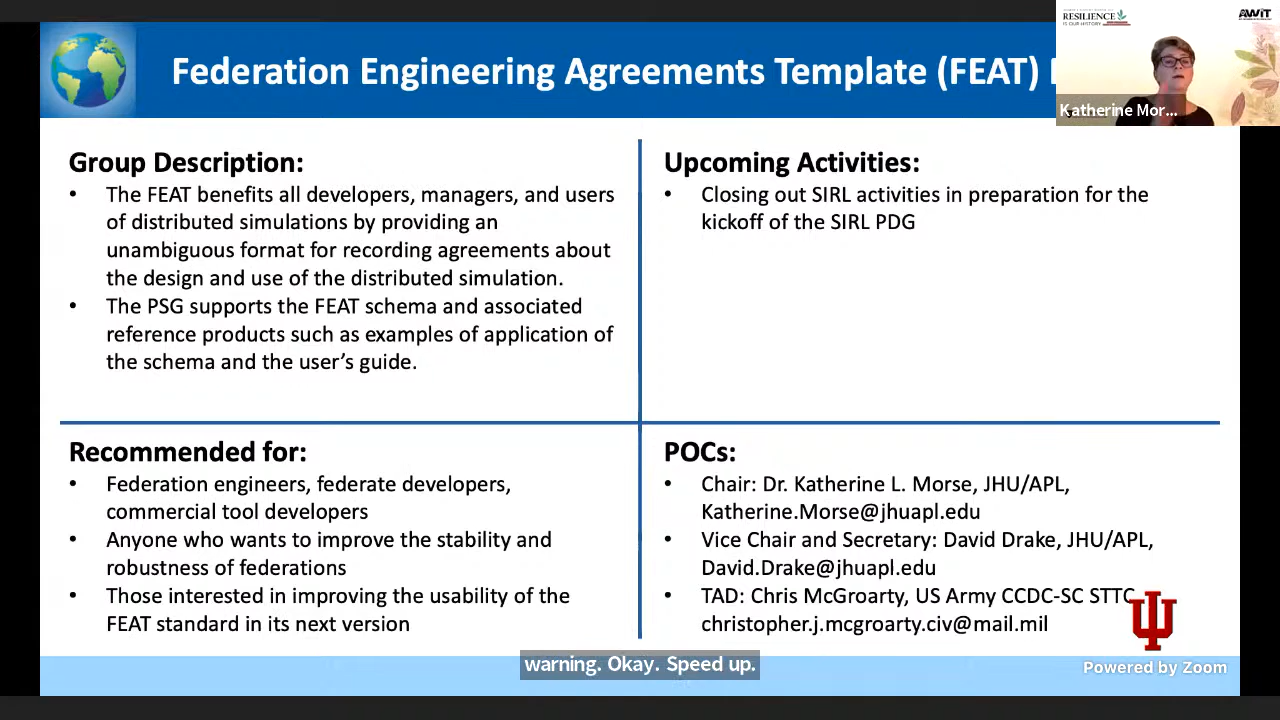 Federation Engineering Agreements Template (FEAT)
RESILIENCE
IS OUR HISTORY
AWIT
Katherine Mor...
Group Description:
• The FEAT benefits all developers, managers, and users
of distributed simulations by providing an
unambiguous format for recording agreements about
the design and use of the distributed simulation.
• The PSG supports the FEAT schema and associated
reference products such as examples of application of
the schema and the user’s guide.
Upcoming Activities:
• Closing out SIRL activities in preparation for the
kickoff of the SIRL PDG
Recommended for:
• Federation engineers, federate developers,
commercial tool developers
• Anyone who wants to improve the stability and
robustness of federations
• Those interested in improving the usability of the
FEAT standard in its next version
POCs:
• Chair: Dr. Katherine L. Morse, JHU/APL,
Katherine.Morse@jhuapl.edu
• Vice Chair and Secretary: David Drake, JHU/APL,
David.Drake@jhuapl.edu
• TAD: Chris McGroarty, US Army CCDC-SC STTC
christopher.j.mcgroarty.civ@mail.mil
warning. Okay. Speed up.
Powered by Zoom